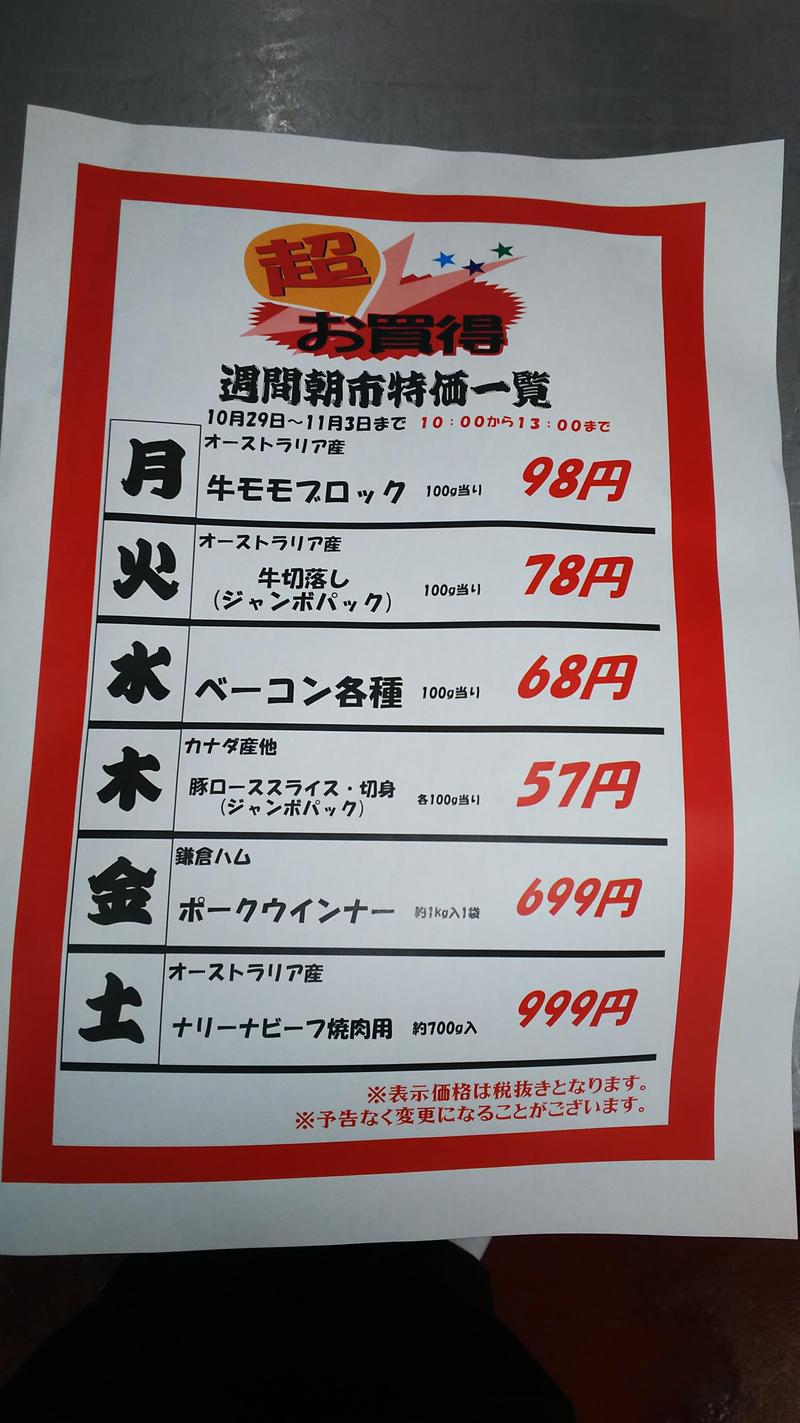 超
お買得
週間朝市特価一覧
10月29日～11月3日まで 10：00から13：00まで
月 オーストラリア産
牛モモブロック 100g当り 98円
火 オーストラリア産
牛切落し
(ジャンボパック) 100g当り 78円
水 ベーコン各種 100g当り 68円
木 カナダ産他
豚ローススライス・切身
(ジャンボパック) 各100g当り 57円
金 鎌倉ハム
ポークウインナー 約1kg入1袋 699円
土 オーストラリア産
ナリーナビーフ焼肉用 約700g入 999円
※表示価格は税抜きとなります。
※予告なく変更になることがございます。